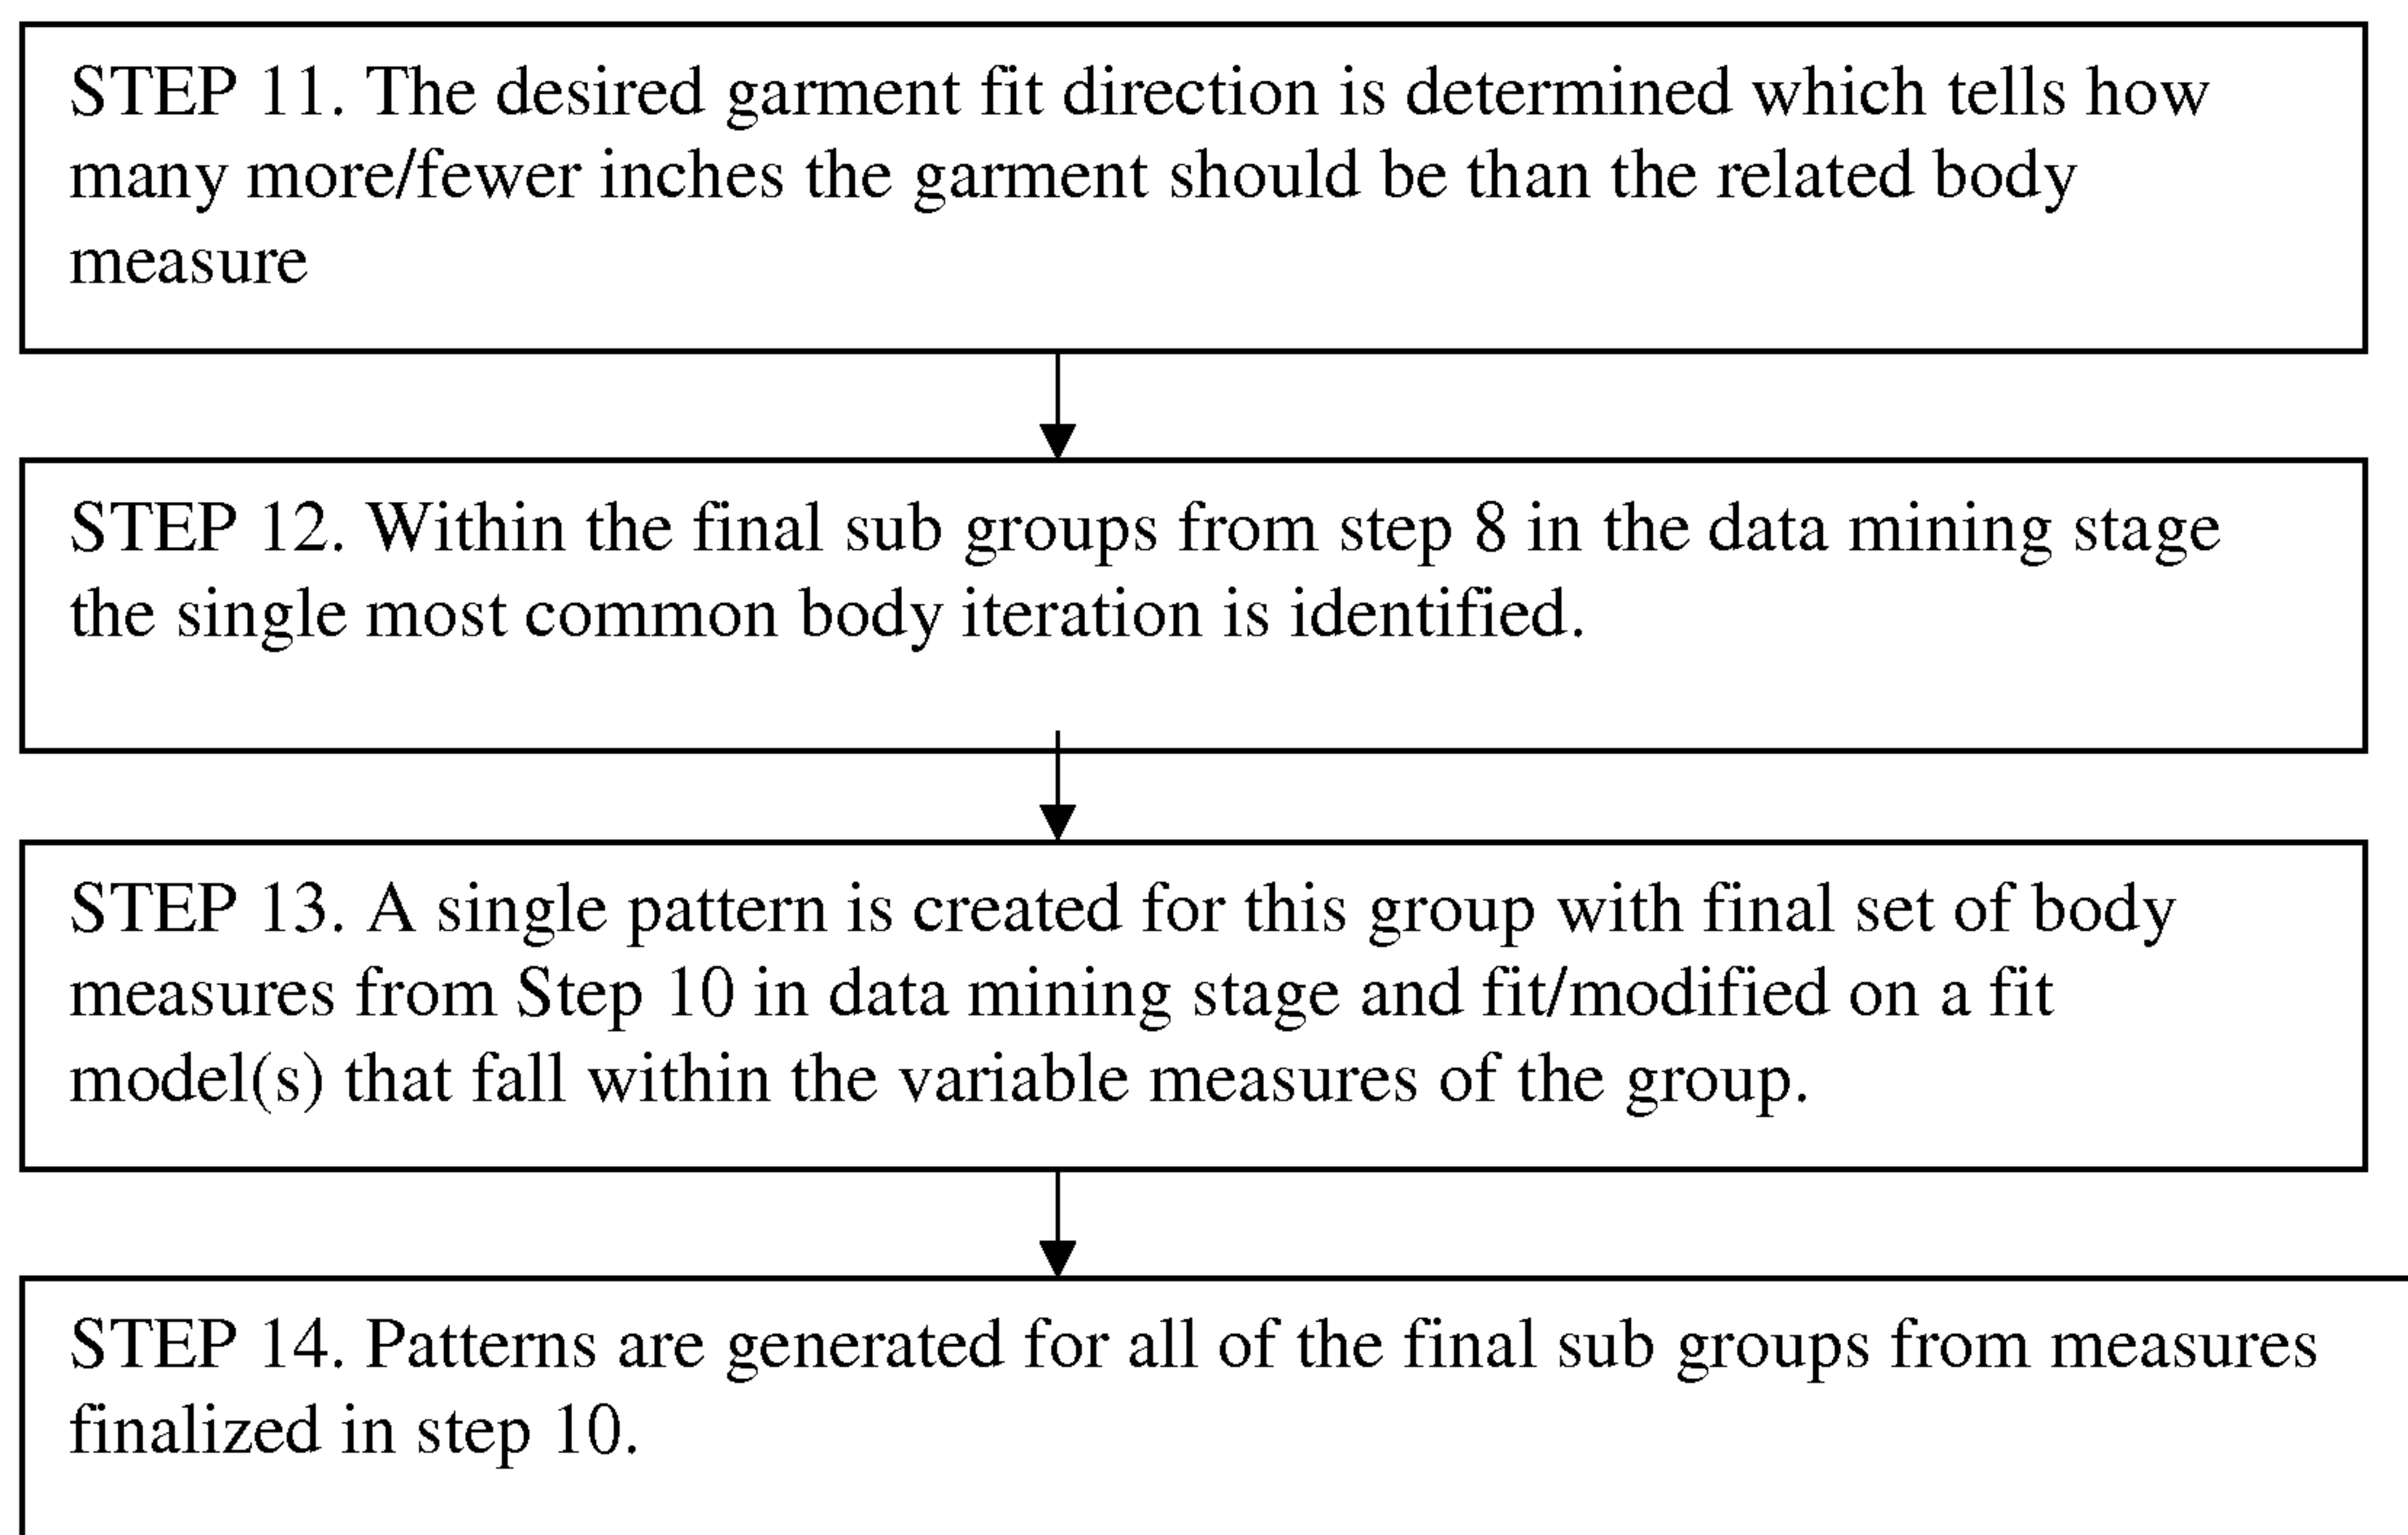 STEP 11. The desired garment fit direction is determined which tells how
many more/fewer inches the garment should be than the related body
measure
STEP 12. Within the final sub groups from step 8 in the data mining stage
the single most common body iteration is identified.
STEP 13. A single pattern is created for this group with final set of body
measures from Step 10 in data mining stage and fit/modified on a fit
model(s) that fall within the variable measures of the group.
STEP 14. Patterns are generated for all of the final sub groups from measures
finalized in step 10.